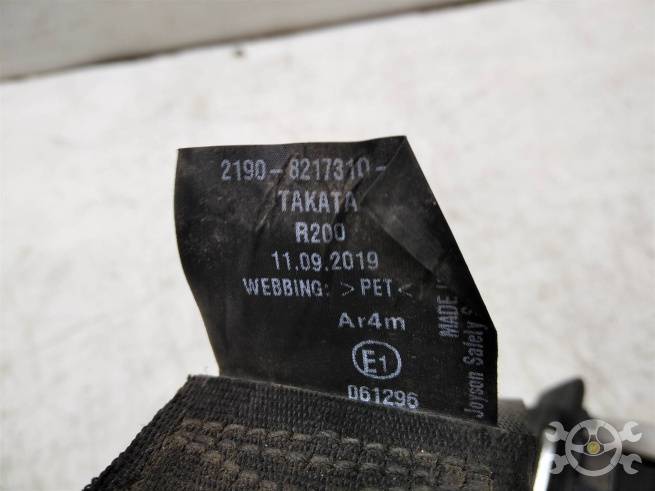 2190-8217310-
TAKATA
R200
11.09.2019
WEBBING: >PET<
Ar4m
E1
061296
MADE
Joyson Safety